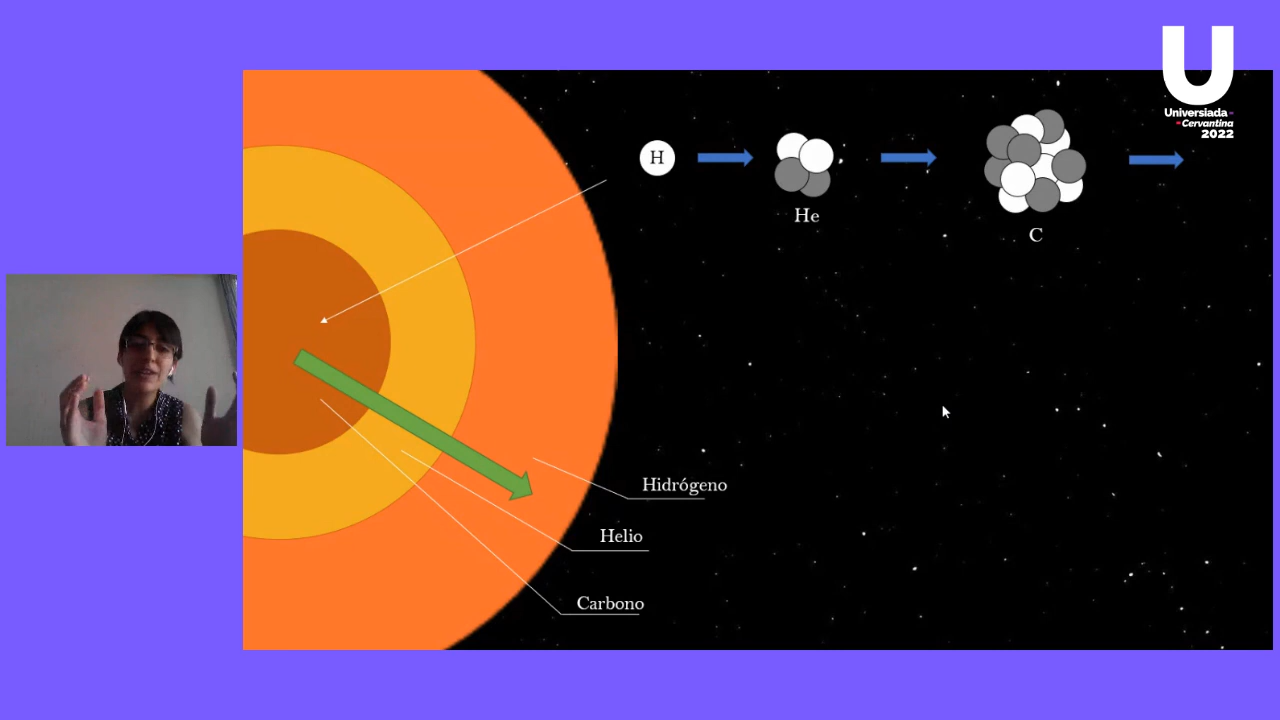 U
Universiada-
-Cervantina
2022
H
He
C
Hidrógeno
Helio
Carbono